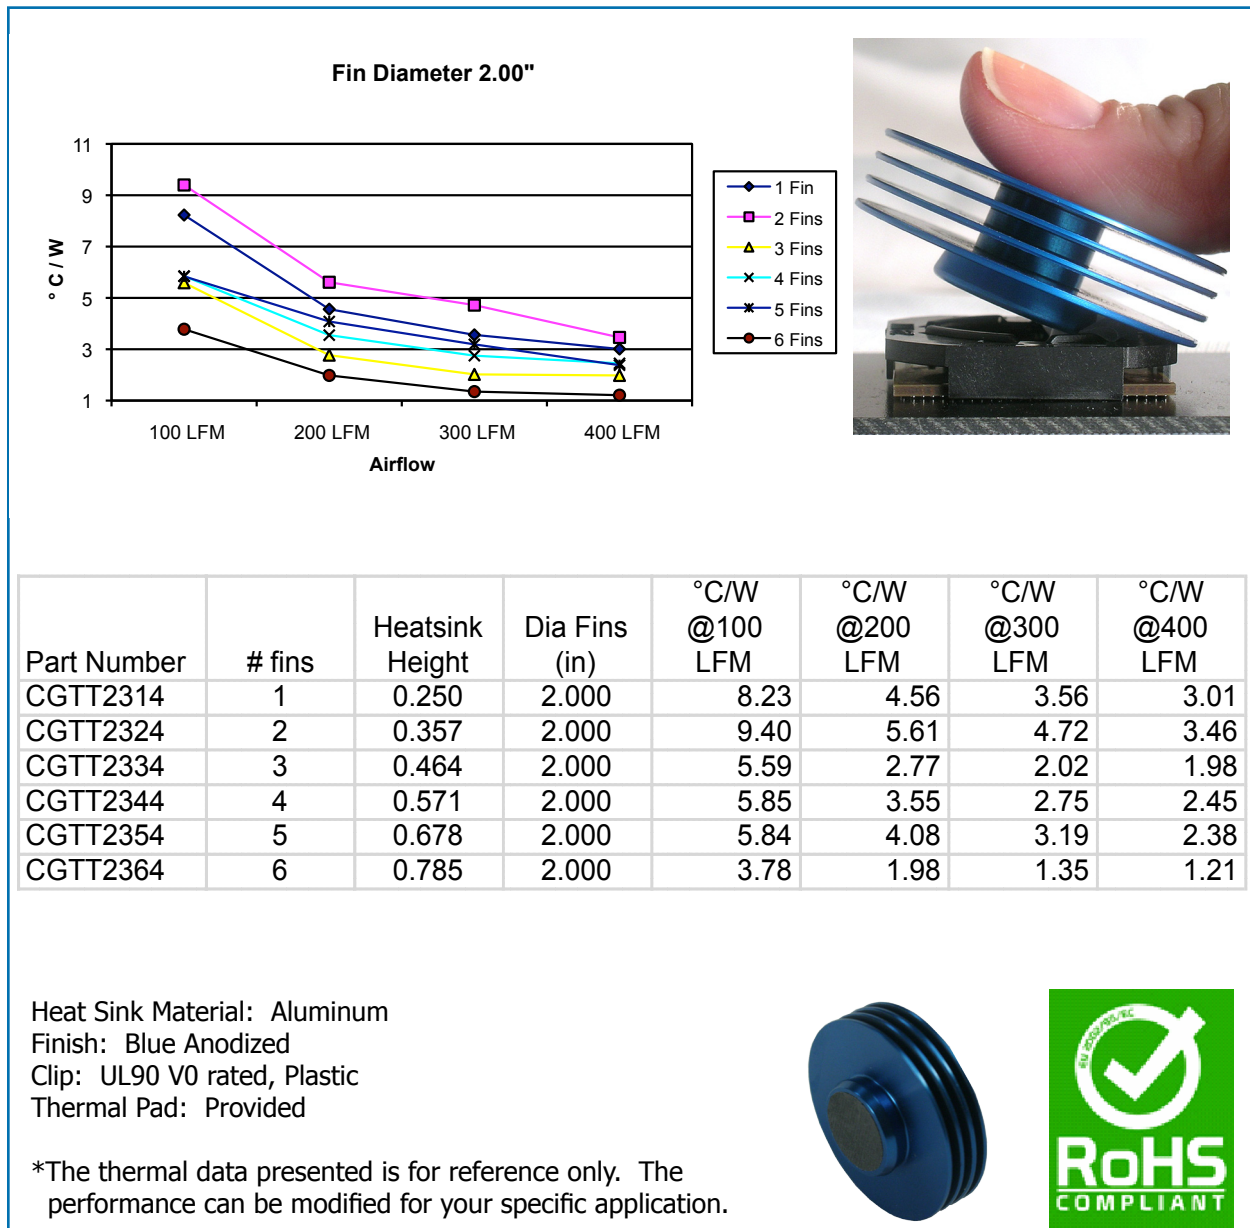 Fin Diameter 2.00"
11
9
7
5
3
1
° C / W
100 LFM 200 LFM 300 LFM 400 LFM
Airflow
1 Fin
2 Fins
3 Fins
4 Fins
5 Fins
6 Fins
Part Number # fins Heatsink Height Dia Fins (in) °C/W @100 LFM °C/W @200 LFM °C/W @300 LFM °C/W @400 LFM
CGTT2314 1 0.250 2.000 8.23 4.56 3.56 3.01
CGTT2324 2 0.357 2.000 9.40 5.61 4.72 3.46
CGTT2334 3 0.464 2.000 5.59 2.77 2.02 1.98
CGTT2344 4 0.571 2.000 5.85 3.55 2.75 2.45
CGTT2354 5 0.678 2.000 5.84 4.08 3.19 2.38
CGTT2364 6 0.785 2.000 3.78 1.98 1.35 1.21
Heat Sink Material: Aluminum
Finish: Blue Anodized
Clip: UL90 V0 rated, Plastic
Thermal Pad: Provided
*The thermal data presented is for reference only. The
performance can be modified for your specific application.
EU 2002/95/EC
RoHS
COMPLIANT